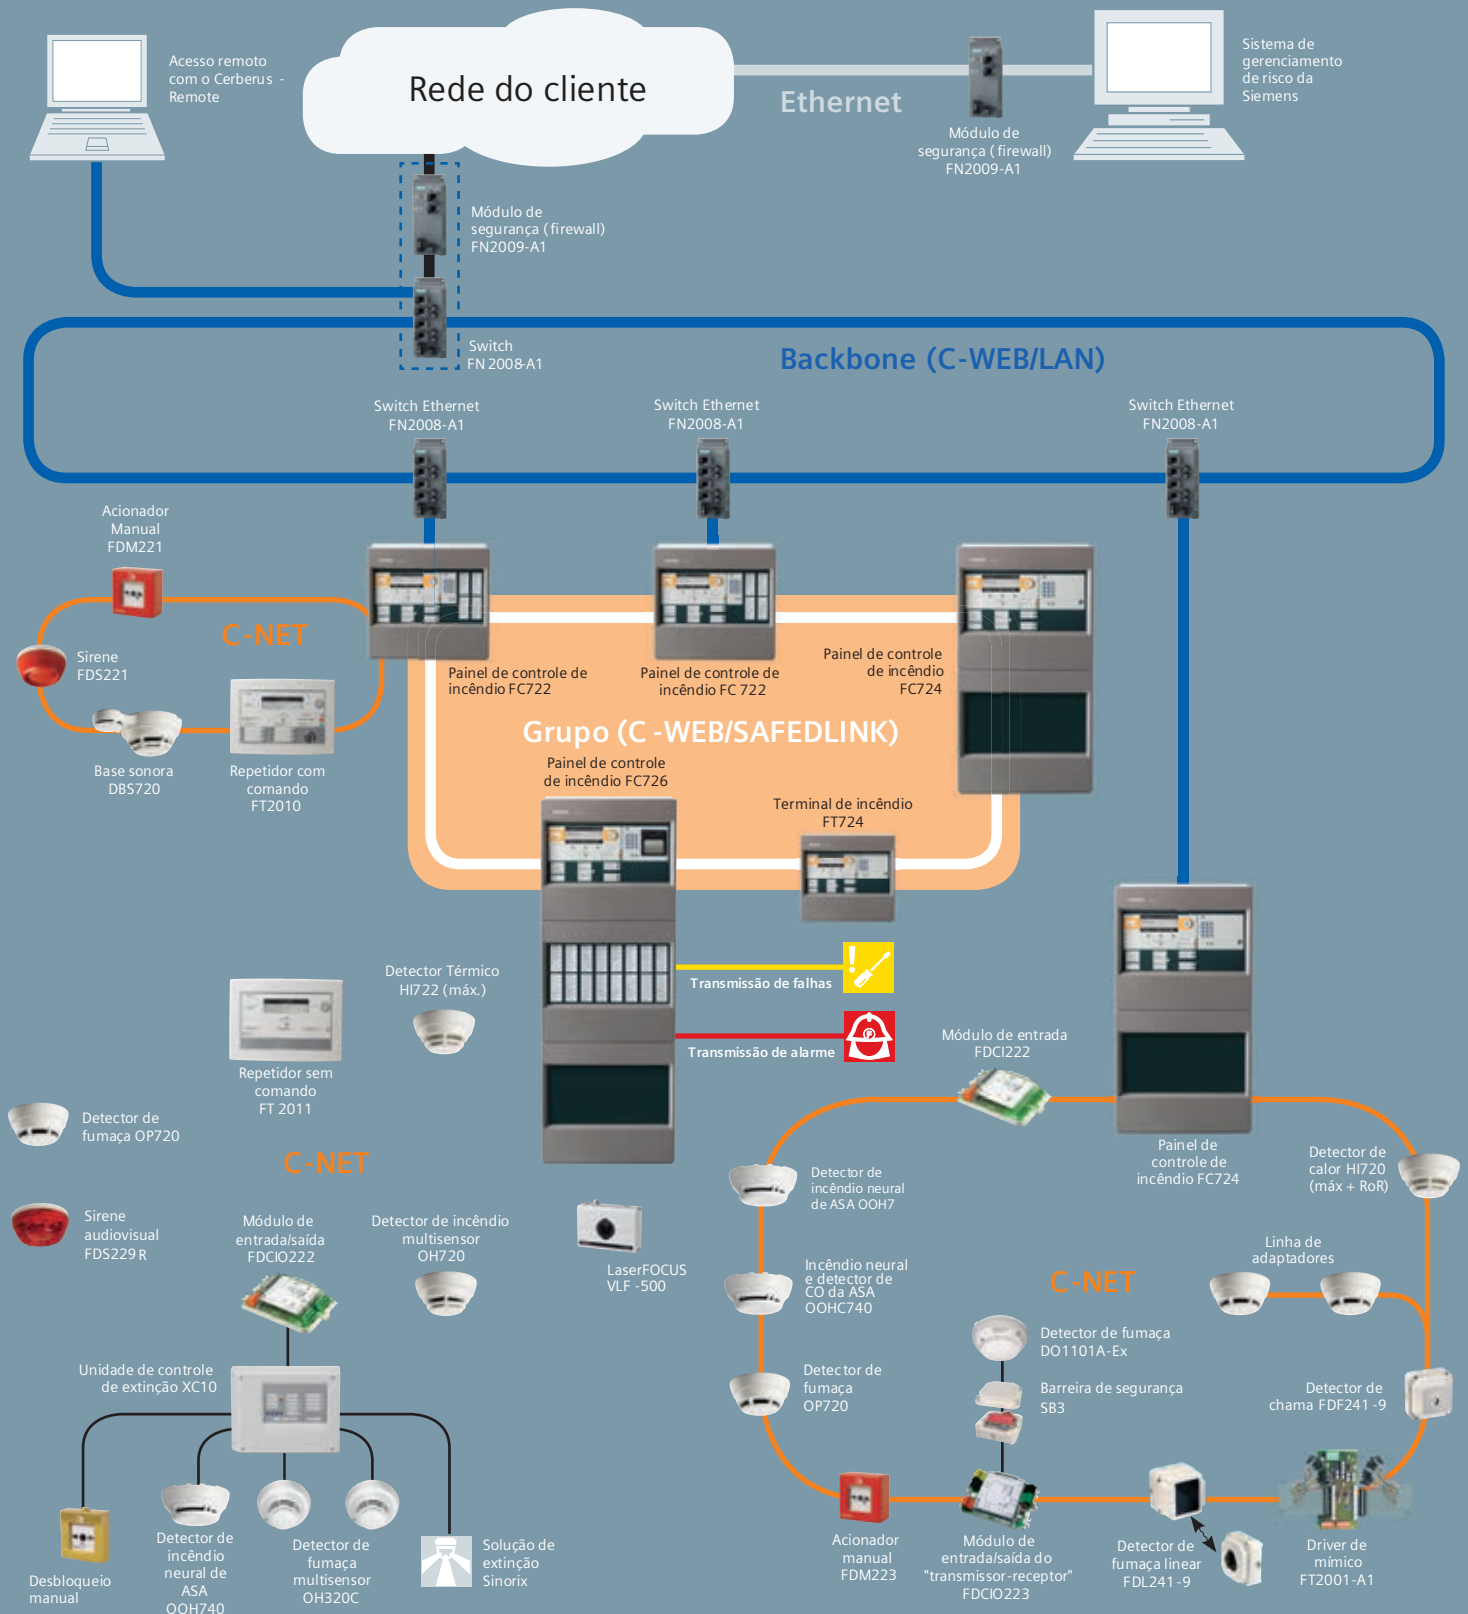 Acesso remoto
com o Cerberus -
Remote
Rede do cliente
Ethernet
Módulo de
segurança (firewall)
FN2009-A1
Sistema de
gerenciamento
de risco da
Siemens
Módulo de
segurança (firewall)
FN2009-A1
Switch
FN 2008-A1
Backbone (C-WEB/LAN)
Switch Ethernet
FN2008-A1
Switch Ethernet
FN2008-A1
Switch Ethernet
FN2008-A1
Acionador
Manual
FDM221
C-NET
Sirene
FDS221
Base sonora
DBS720
Repetidor com
comando
FT2010
Painel de controle de
incêndio FC722
Painel de controle de
incêndio FC 722
Painel de controle
de incêndio
FC724
Grupo (C -WEB/SAFEDLINK)
Painel de controle
de incêndio FC726
Terminal de incêndio
FT724
Transmissão de falhas
Transmissão de alarme
Detector Térmico
HI722 (máx.)
Repetidor sem
comando
FT 2011
Detector de
fumaça OP720
C-NET
Sirene
audiovisual
FDS229 R
Módulo de
entrada/saída
FDCIO222
Detector de incêndio
multisensor
OH720
LaserFOCUS
VLF -500
Unidade de controle
de extinção XC10
Desbloqueio
manual
Detector de
incêndio
neural de
ASA
OOH740
Detector de
fumaça
multisensor
OH320C
Solução de
extinção
Sinorix
Módulo de entrada
FDCI222
Painel de
controle de
incêndio FC724
Detector de
calor HI720
(máx + RoR)
Detector de
incêndio neural
de ASA OOH7
Incêndio neural
e detector de
CO da ASA
OOHC740
Detector de
fumaça
OP720
C-NET
Linha de
adaptadores
Detector de fumaça
DO1101A-Ex
Barreira de segurança
SB3
Detector de
chama FDF241 -9
Acionador
manual
FDM223
Módulo de
entrada/saída do
"transmissor-receptor"
FDCIO223
Detector de
fumaça linear
FDL241 -9
Driver de
mímico
FT2001-A1